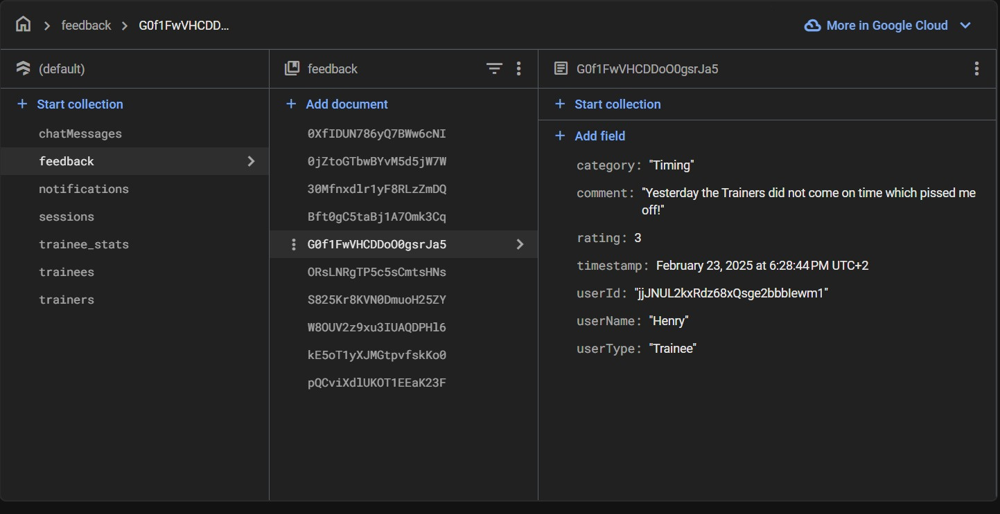 feedback
G0f1FwVHCDD...
More in Google Cloud
(default)
Start collection
chatMessages
feedback
notifications
sessions
trainee_stats
trainees
trainers
feedback
Add document
0XfIDUN786yQ7BWw6cNI
0jZtoGTbwBYvM5d5jW7W
30Mfnxdlr1yF8RLzZmDQ
Bft0gC5taBj1A7Omk3Cq
G0f1FwVHCDDoO0gsrJa5
ORsLNRgTP5c5sCmtsHNs
S825Kr8KVN0DmuoH25ZY
W8OUV2z9xu3IUAQDPHl6
kE5oT1yXJMGtpvfskKo0
pQCviXdlUKOT1EEaK23F
G0f1FwVHCDDoO0gsrJa5
Start collection
Add field
category: "Timing"
comment: "Yesterday the Trainers did not come on time which pissed me
off!"
rating: 3
timestamp: February 23, 2025 at 6:28:44 PM UTC+2
userId: "jjJNUL2kxRdz68xQsge2bbbIewm1"
userName: "Henry"
userType: "Trainee"